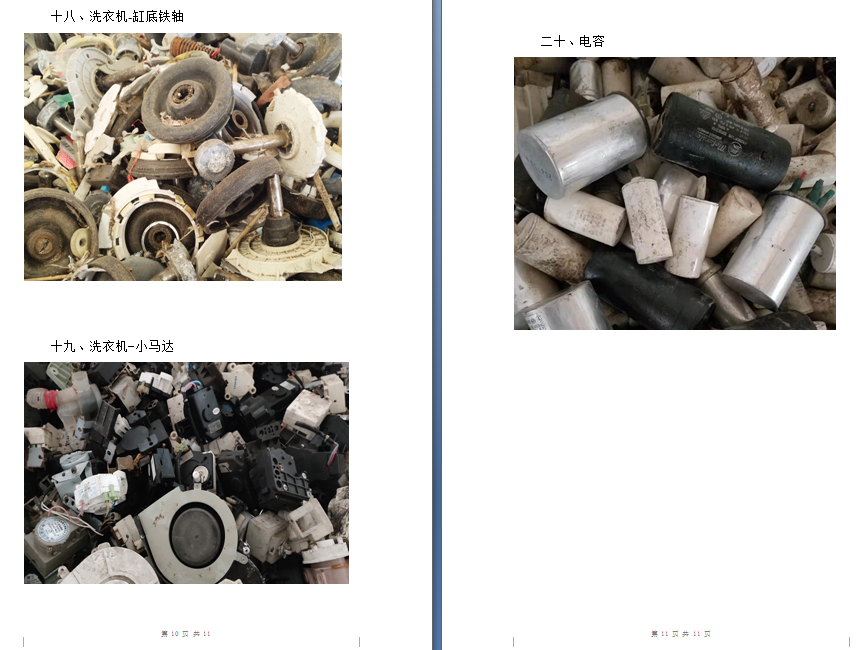 十八、洗衣机-缸底铁轴
十九、洗衣机-小马达
第 10 页 共 11
二十、电容
第 11 页 共 11 页